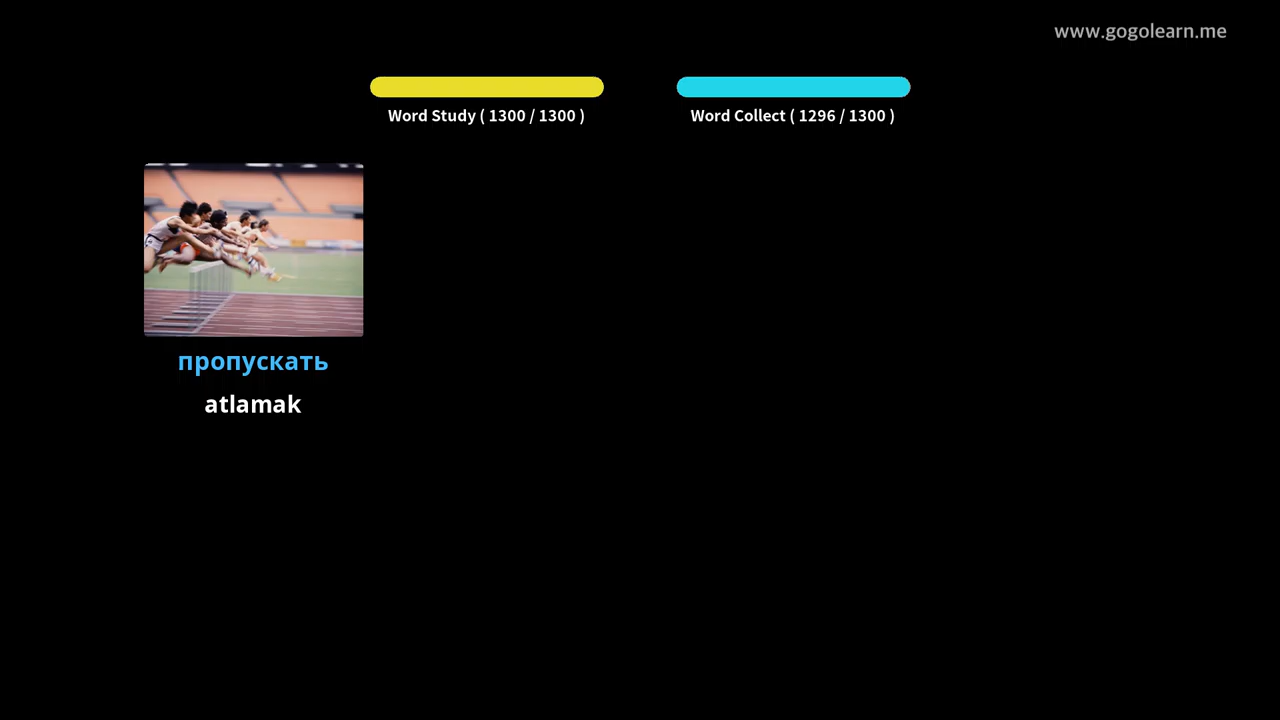 www.gogolearn.me
Word Study ( 1300 / 1300 )
Word Collect ( 1296 / 1300 )
пропускать
atlamak